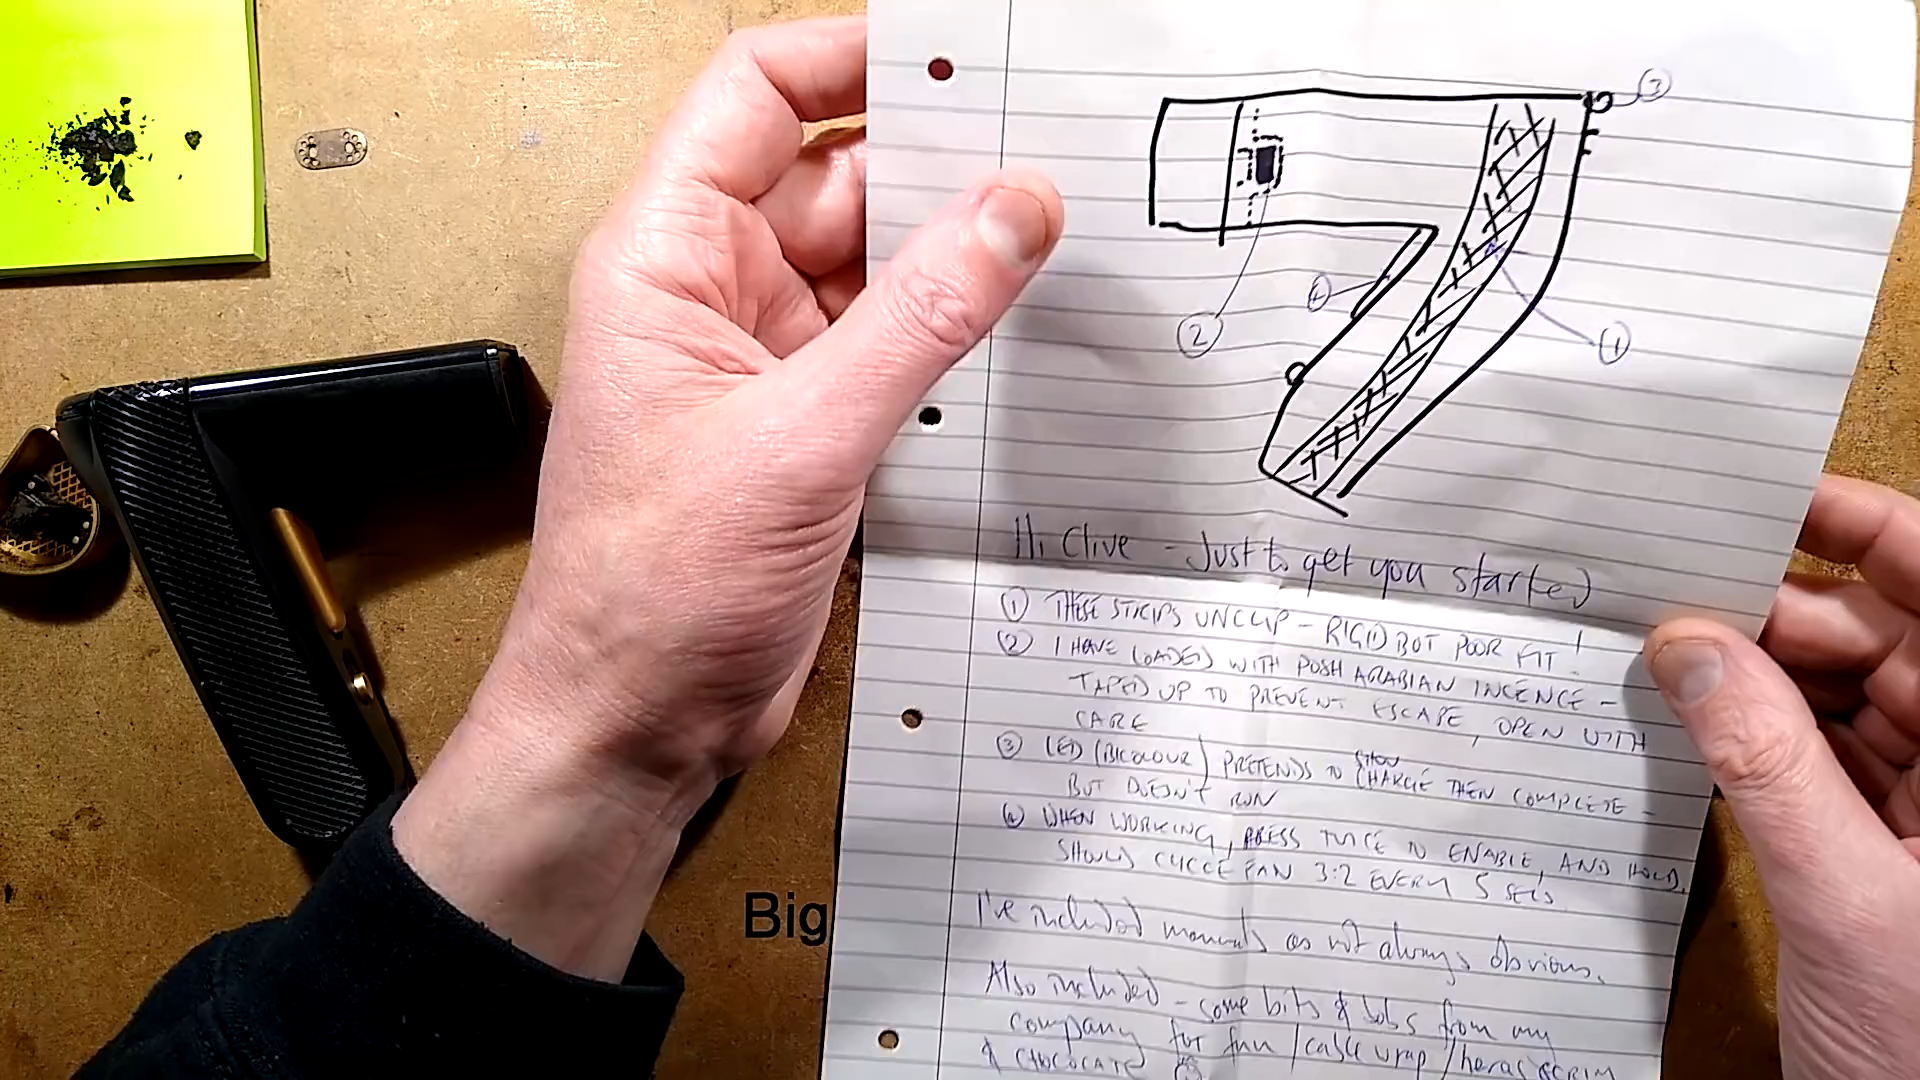 3
4
2
1
Hi Clive - Just to get you started
1 THESE STRIPS UNCLIP - RIGID BUT POOR FIT!
2 I HAVE LOADED WITH POSH ARABIAN INCENCE -
TAPED UP TO PREVENT ESCAPE, OPEN WITH
CARE
3 LED (BICOLOUR) PRETENDS TO SHOW CHARGE THEN COMPLETE -
BUT DOESN'T RUN
4 WHEN WORKING, PRESS TWICE TO ENABLE, AND HOLD.
SHOULD CYCLE FAN 3:2 EVERY 5 SECS
I've included manuals as not always obvious.
Also included - some bits & bobs from my
Big
company for fun / cable wrap / heras SCRIM
& CHOCOLATE